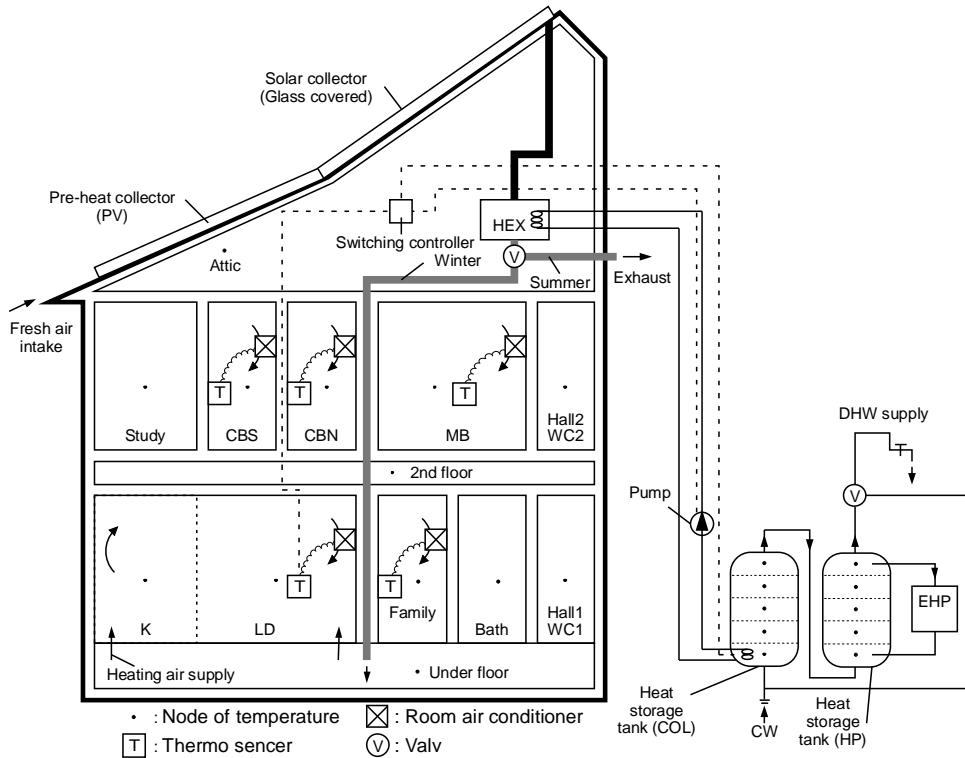 Solar collector
(Glass covered)
Pre-heat collector
(PV)
Attic
Switching controller
HEX
Winter
V
Summer
Exhaust
Fresh air
intake
T
T
T
Study
CBS
CBN
MB
Hall2
WC2
2nd floor
DHW supply
T
V
Pump
T
T
K
LD
Family
Bath
Hall1
WC1
EHP
Heating air supply
Under floor
Heat
storage
tank (COL)
CW
Heat
storage
tank (HP)
· : Node of temperature
: Room air conditioner
T : Thermo sencer
V : Valv